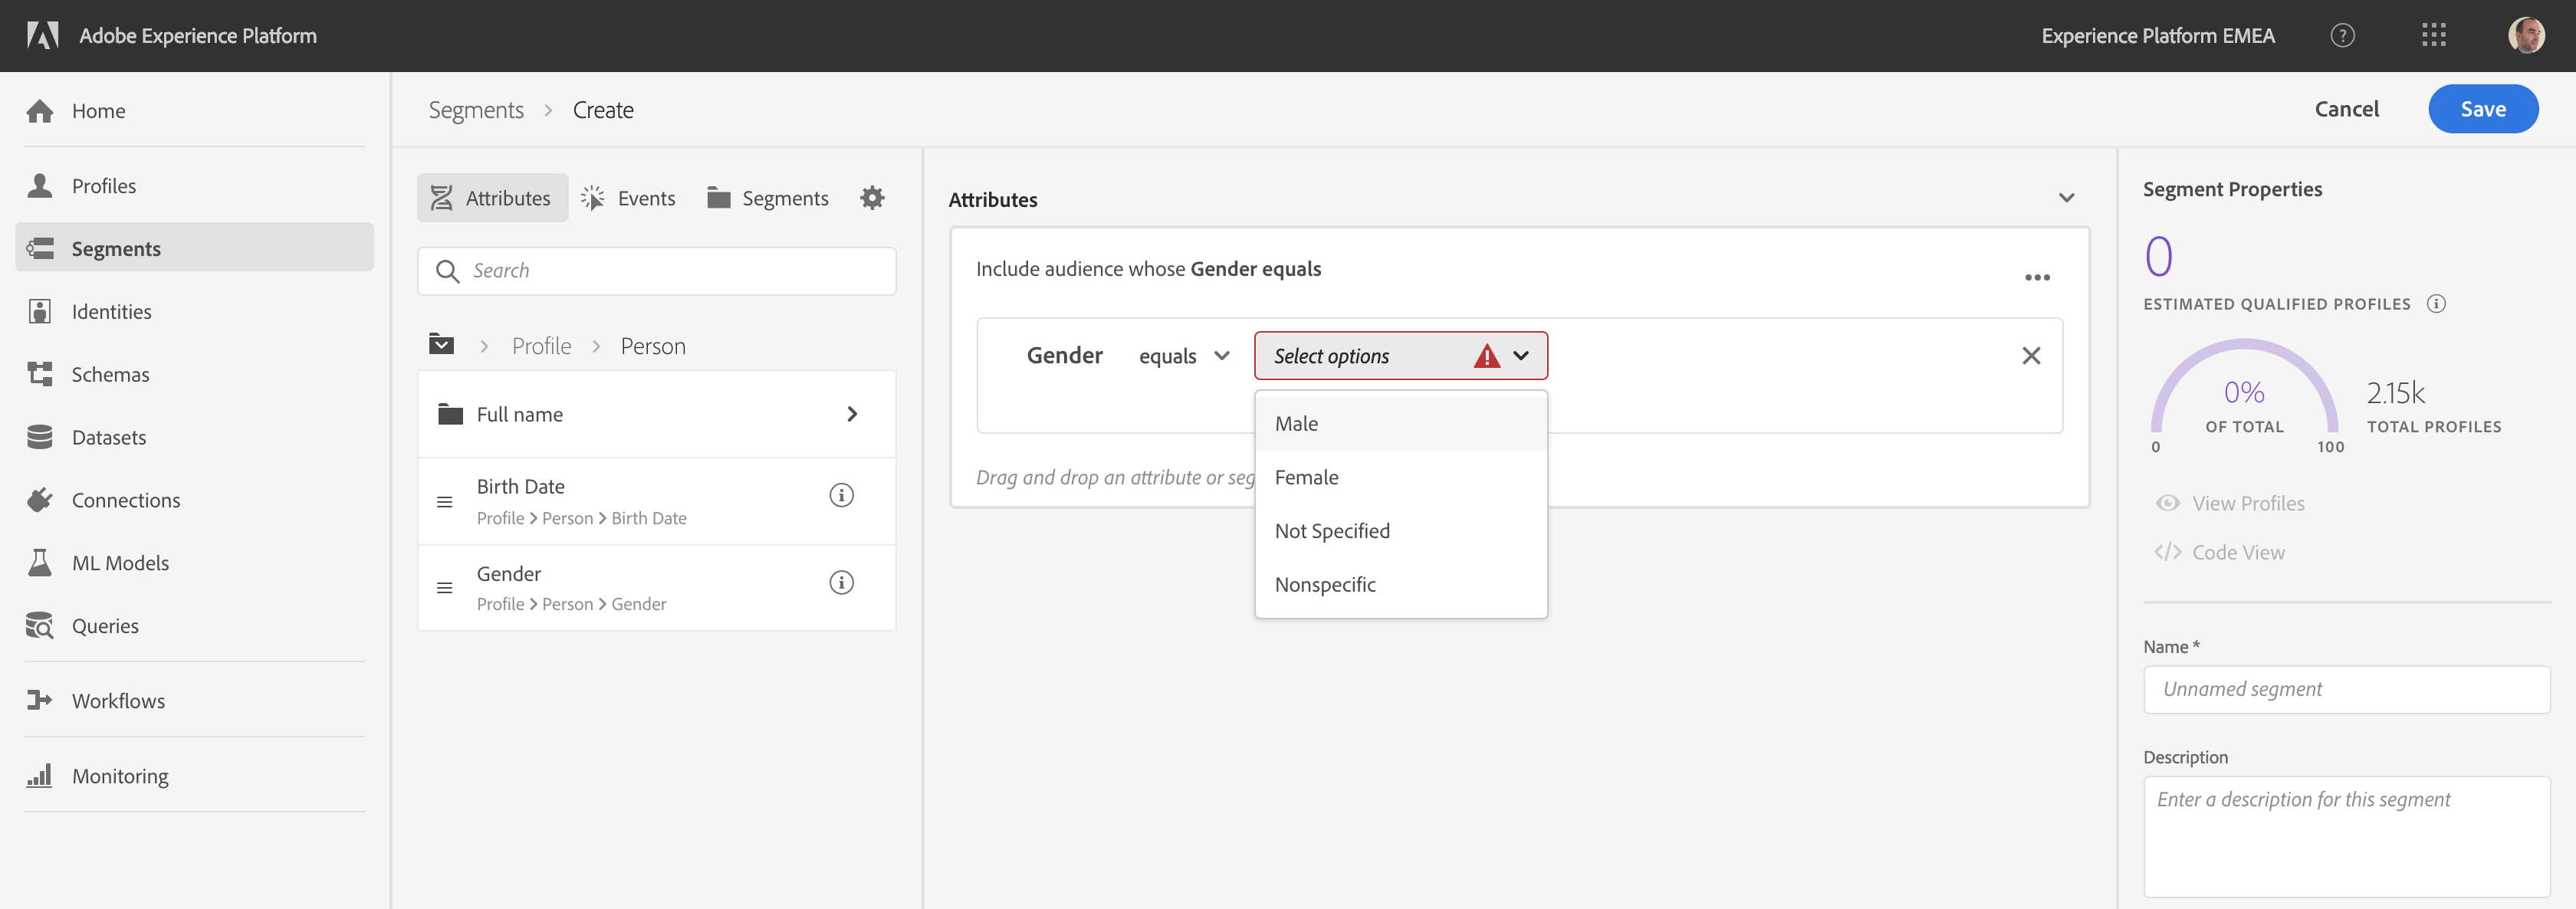 Adobe Experience Platform
Experience Platform EMEA
Home
Profiles
Segments
Identities
Schemas
Datasets
Connections
ML Models
Queries
Workflows
Monitoring
Segments > Create
Cancel
Save
Attributes
Events
Segments
Search
> Profile > Person
Full name
Birth Date
Profile > Person > Birth Date
Gender
Profile > Person > Gender
Attributes
Include audience whose Gender equals
Gender equals Select options
Male
Female
Not Specified
Nonspecific
Drag and drop an attribute or seg
Segment Properties
0
ESTIMATED QUALIFIED PROFILES
0%
OF TOTAL
0
100
2.15k
TOTAL PROFILES
View Profiles
</> Code View
Name *
Unnamed segment
Description
Enter a description for this segment